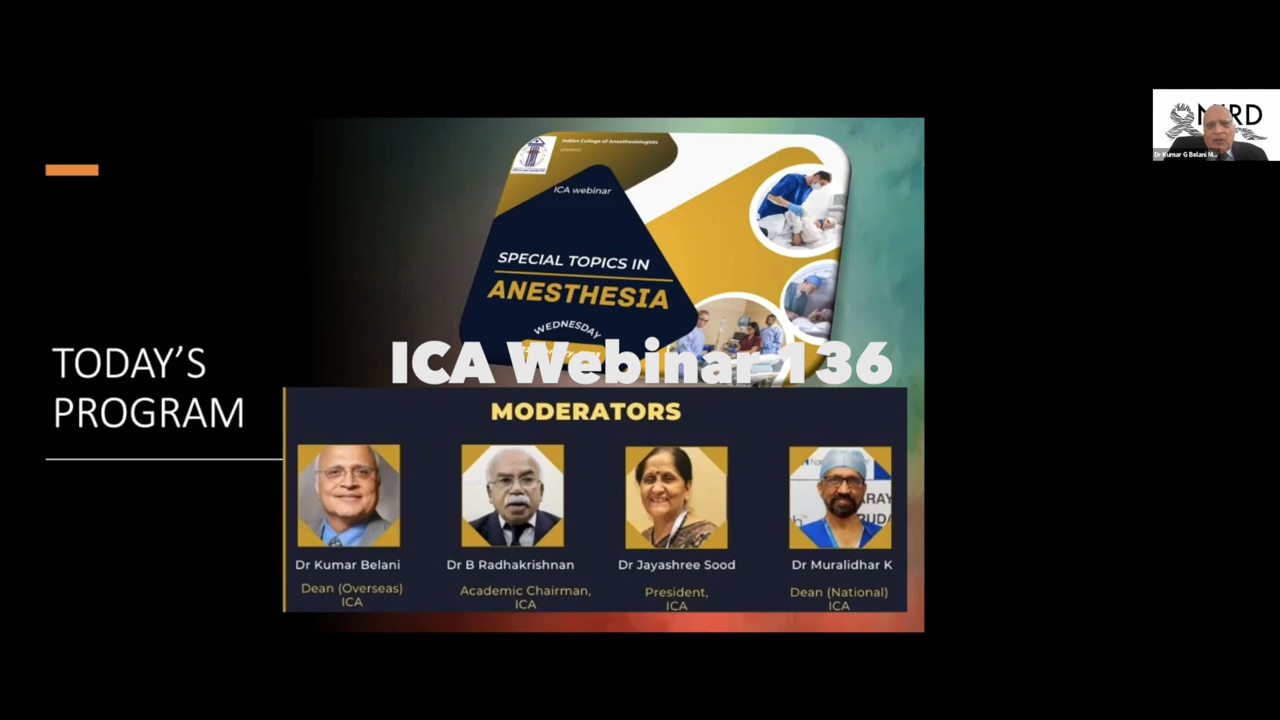 TODAY'S
PROGRAM
Indian College of Anesthesiologists
presents
ICA webinar
SPECIAL TOPICS IN
ANESTHESIA
WEDNESDAY
ICA Webinar 136
MODERATORS
Dr Kumar Belani
Dean (Overseas)
ICA
Dr B Radhakrishnan
Academic Chairman,
ICA
Dr Jayashree Sood
President,
ICA
Dr Muralidhar K
Dean (National)
ICA
Dr Kumar G Belani M...